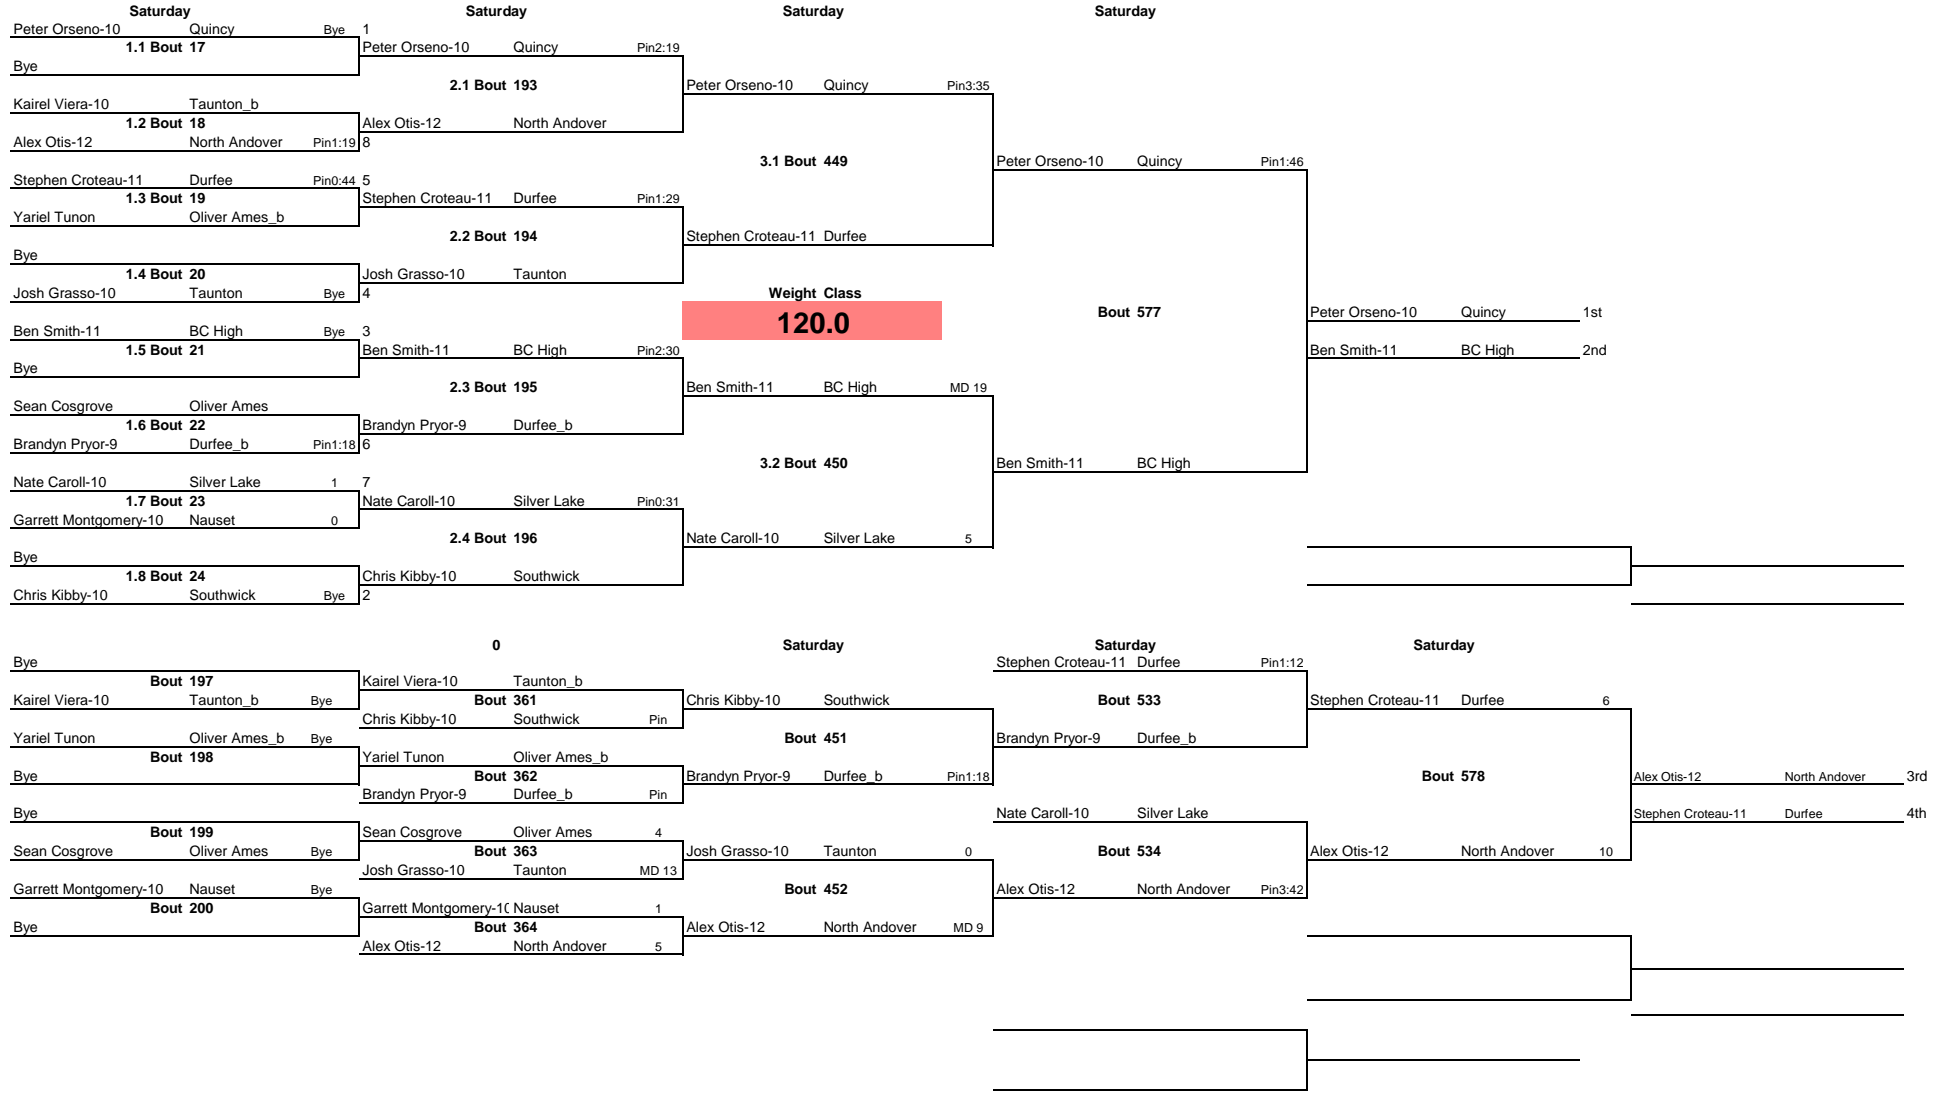 Saturday Saturday Saturday Saturday
Peter Orseno-10 Quincy Bye 1
1.1 Bout 17 Peter Orseno-10 Quincy Pin2:19
Bye
2.1 Bout 193 Peter Orseno-10 Quincy Pin3:35
Kairel Viera-10 Taunton_b
1.2 Bout 18 Alex Otis-12 North Andover
Alex Otis-12 North Andover Pin1:19 8
3.1 Bout 449 Peter Orseno-10 Quincy Pin1:46
Stephen Croteau-11 Durfee Pin0:44 5
1.3 Bout 19 Stephen Croteau-11 Durfee Pin1:29
Yariel Tunon Oliver Ames_b
2.2 Bout 194 Stephen Croteau-11 Durfee
Bye
1.4 Bout 20 Josh Grasso-10 Taunton
Josh Grasso-10 Taunton Bye 4 Weight Class
120.0 Bout 577 Peter Orseno-10 Quincy 1st
Ben Smith-11 BC High Bye 3
1.5 Bout 21 Ben Smith-11 BC High Pin2:30 Ben Smith-11 BC High 2nd
Bye
2.3 Bout 195 Ben Smith-11 BC High MD 19
Sean Cosgrove Oliver Ames
1.6 Bout 22 Brandyn Pryor-9 Durfee_b
Brandyn Pryor-9 Durfee_b Pin1:18 6
3.2 Bout 450 Ben Smith-11 BC High
Nate Caroll-10 Silver Lake 1 7
1.7 Bout 23 Nate Caroll-10 Silver Lake Pin0:31
Garrett Montgomery-10 Nauset 0
2.4 Bout 196 Nate Caroll-10 Silver Lake 5
Bye
1.8 Bout 24 Chris Kibby-10 Southwick
Chris Kibby-10 Southwick Bye 2
0 Saturday Saturday Saturday
Bye Stephen Croteau-11 Durfee Pin1:12
Bout 197 Kairel Viera-10 Taunton_b
Kairel Viera-10 Taunton_b Bye Bout 361 Chris Kibby-10 Southwick Bout 533 Stephen Croteau-11 Durfee 6
Chris Kibby-10 Southwick Pin
Yariel Tunon Oliver Ames_b Bye Bout 451 Brandyn Pryor-9 Durfee_b
Bout 198 Yariel Tunon Oliver Ames_b
Bye Bout 362 Brandyn Pryor-9 Durfee_b Pin1:18 Bout 578 Alex Otis-12 North Andover 3rd
Brandyn Pryor-9 Durfee_b Pin
Bye Nate Caroll-10 Silver Lake Stephen Croteau-11 Durfee 4th
Bout 199 Sean Cosgrove Oliver Ames 4
Sean Cosgrove Oliver Ames Bye Bout 363 Josh Grasso-10 Taunton 0 Bout 534 Alex Otis-12 North Andover 10
Josh Grasso-10 Taunton MD 13
Garrett Montgomery-10 Nauset Bye Bout 452 Alex Otis-12 North Andover Pin3:42
Bout 200 Garrett Montgomery-10 Nauset 1
Bye Bout 364 Alex Otis-12 North Andover MD 9
Alex Otis-12 North Andover 5